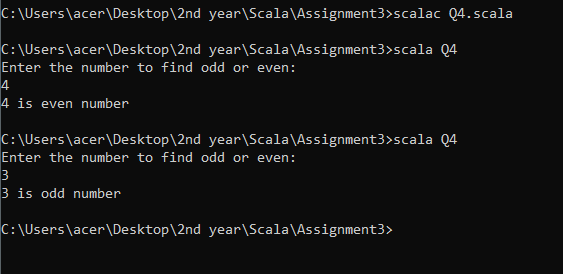 C:\Users\acer\Desktop\2nd year\Scala\Assignment3>scalac Q4.scala
C:\Users\acer\Desktop\2nd year\Scala\Assignment3>scala Q4
Enter the number to find odd or even:
4
4 is even number
C:\Users\acer\Desktop\2nd year\Scala\Assignment3>scala Q4
Enter the number to find odd or even:
3
3 is odd number
C:\Users\acer\Desktop\2nd year\Scala\Assignment3>